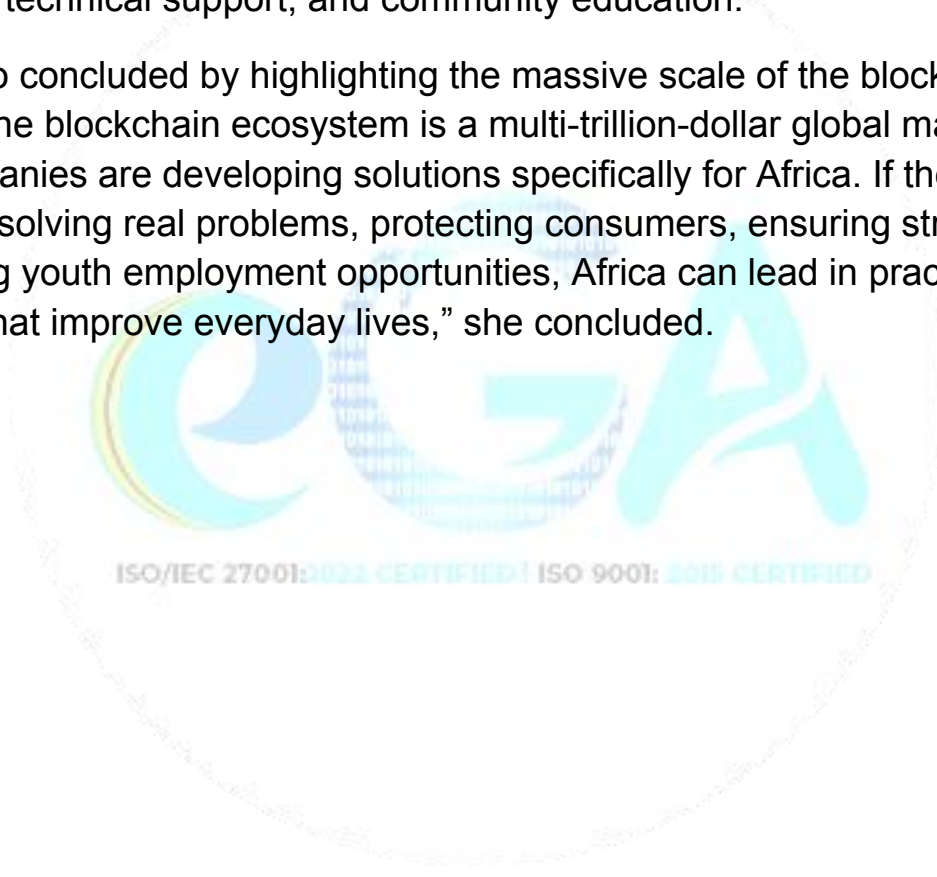 technical support, and community education.
o concluded by highlighting the massive scale of the block
he blockchain ecosystem is a multi-trillion-dollar global ma
anies are developing solutions specifically for Africa. If the
solving real problems, protecting consumers, ensuring str
g youth employment opportunities, Africa can lead in prac
hat improve everyday lives,” she concluded.
eGA
ISO/IEC 27001:2022 CERTIFIED | ISO 9001: 2015 CERTIFIED